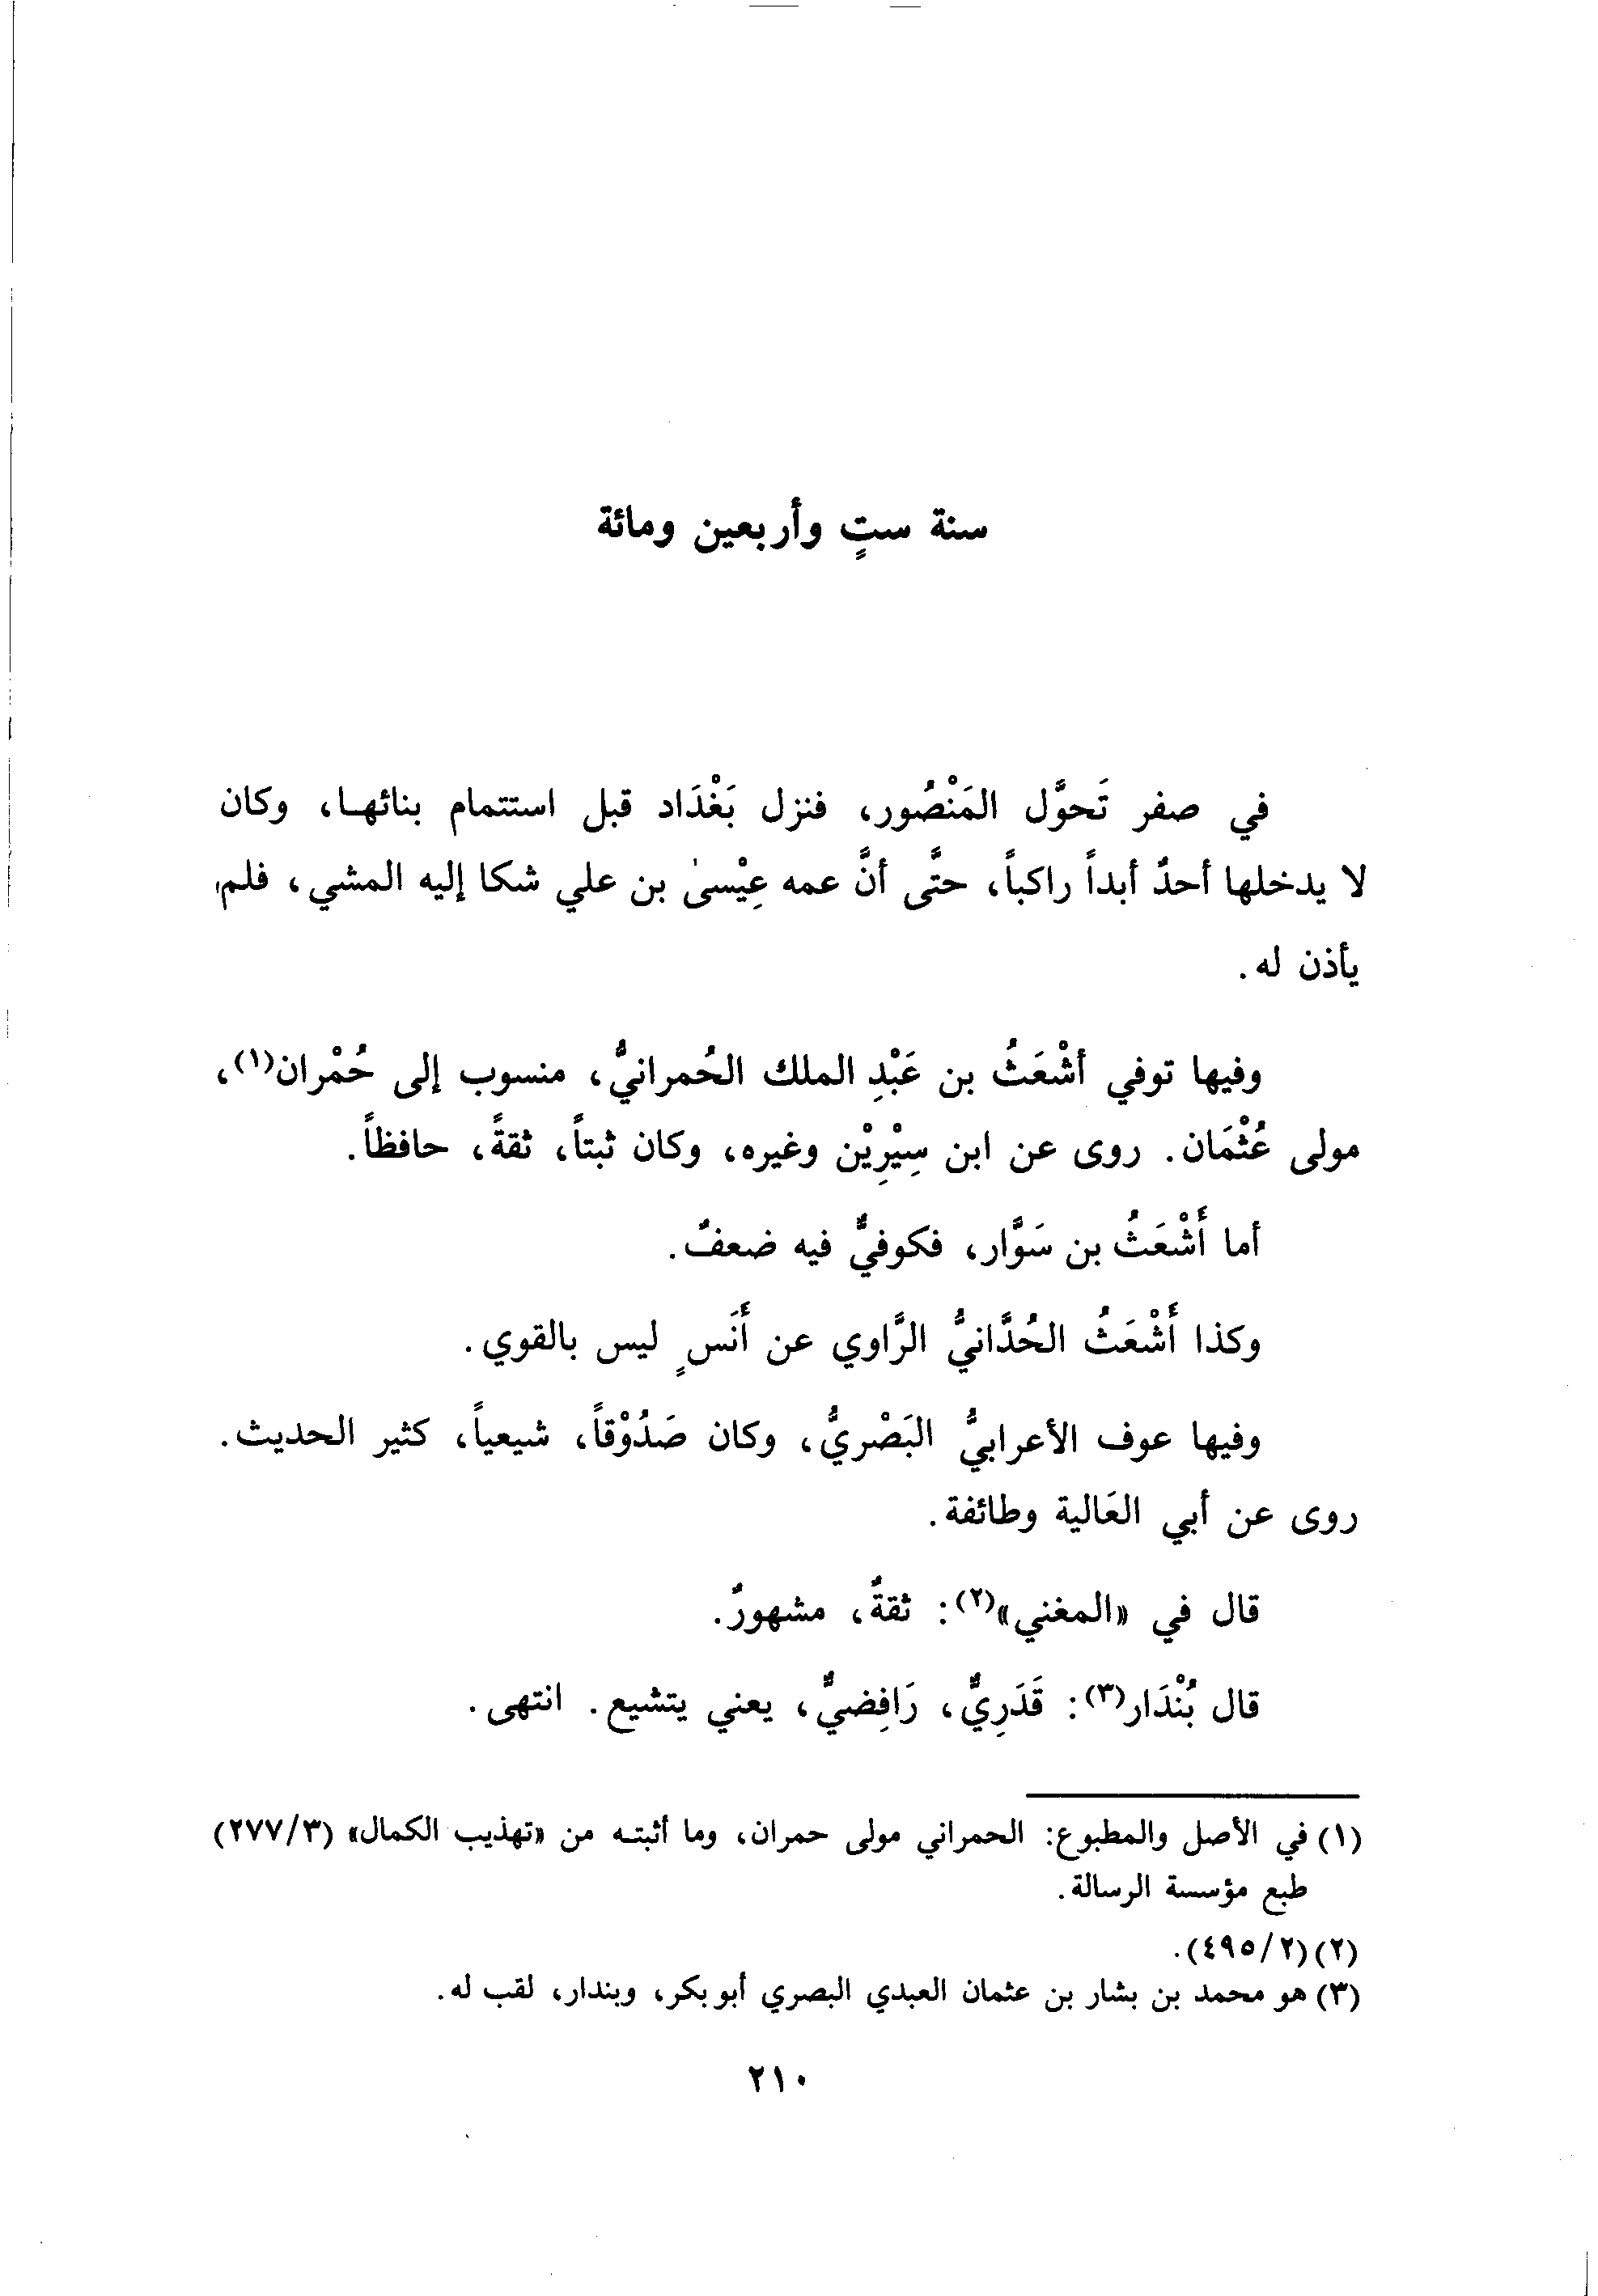 سنة ستٍ وأربعين ومائة
في صفر تَحوَّل المَنْصُور، فنزل بَغْدَاد قبل استتمام بنائهـا، وكان
لا يدخلها أحدٌ أبداً راكباً، حتَّى أنَّ عمه عِيْسىٰ بن علي شكا إليه المشي، فلم
يأذن له.
وفيها توفي أشْعَثُ بن عَبْدِ الملك الحُمرانيُّ، منسوب إلى حُمْران(١)،
مولى عُثْمَان. روى عن ابن سِيْرِيْن وغيره، وكان ثبتاً، ثقةً، حافظاً.
أما أَشْعَثُ بن سَوَّار، فكوفيٌّ فيه ضعفٌ.
وكذا أَشْعَثُ الحُدَّانيُّ الرَّاوي عن أَنَسٍ ليس بالقوي.
وفيها عوف الأعرابيُّ البَصْريُّ، وكان صَدُوْقاً، شيعياً، كثير الحديث.
روى عن أبي العَالية وطائفة.
قال في «المغني»(٢): ثقةٌ، مشهورٌ.
قال بُنْدَار(٣): قَدَرِيٌّ، رَافِضيٌّ، يعني يتشيع. انتهى.
(١) في الأصل والمطبوع: الحمراني مولى حمران، وما أثبتـه من «تهذيب الكمال» (٣/٢٧٧)
طبع مؤسسة الرسالة.
(٢) (٢/٤٩٥).
(٣) هو محمد بن بشار بن عثمان العبدي البصري أبو بكر، وبندار، لقب له.
٢١٠